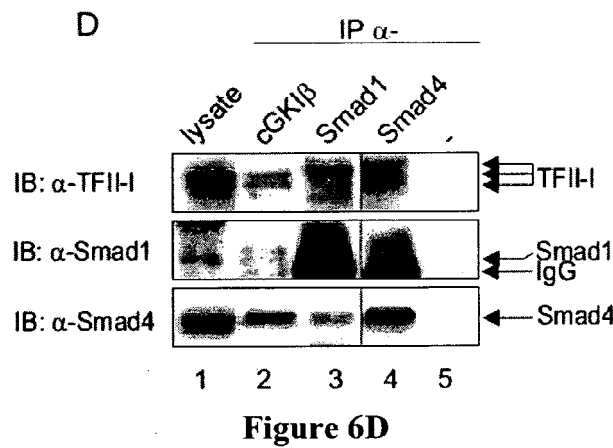 D
IP α-
lysate
cGKIβ
Smad1
Smad4
-
IB: α-TFII-I
TFII-I
IB: α-Smad1
Smad1
IgG
IB: α-Smad4
Smad4
1 2 3 4 5
Figure 6D